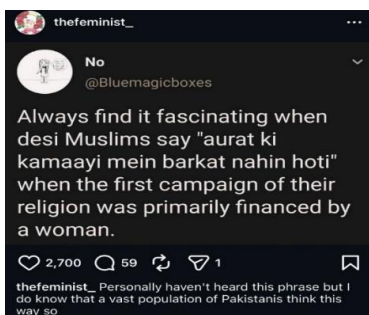 thefeminist_
No
@Bluemagicboxes
Always find it fascinating when
desi Muslims say "aurat ki
kamaayi mein barkat nahin hoti"
when the first campaign of their
religion was primarily financed by
a woman.
2,700 59 1
thefeminist_ Personally haven't heard this phrase but I
do know that a vast population of Pakistanis think this
way so